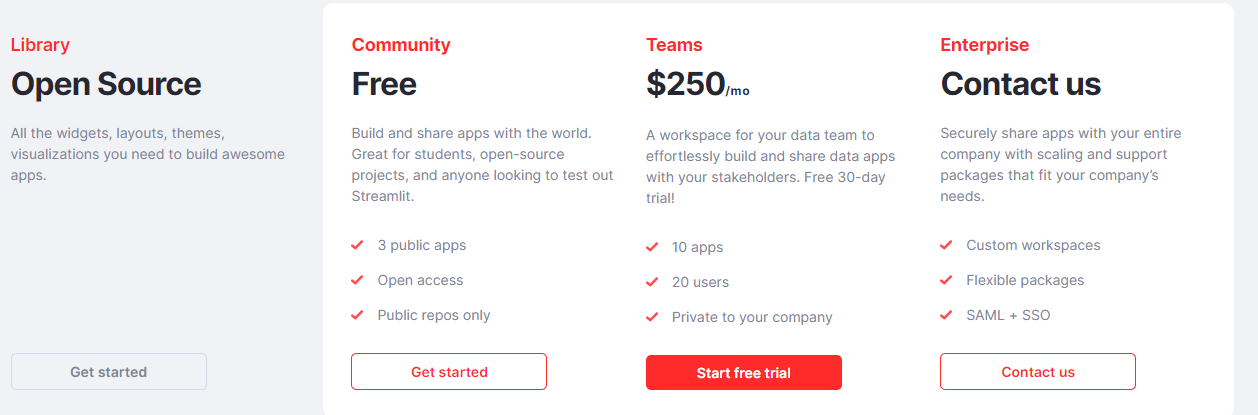 Library
Open Source
All the widgets, layouts, themes,
visualizations you need to build awesome
apps.
Get started
Community
Free
Build and share apps with the world.
Great for students, open-source
projects, and anyone looking to test out
Streamlit.
3 public apps
Open access
Public repos only
Get started
Teams
$250/mo
A workspace for your data team to
effortlessly build and share data apps
with your stakeholders. Free 30-day
trial!
10 apps
20 users
Private to your company
Start free trial
Enterprise
Contact us
Securely share apps with your entire
company with scaling and support
packages that fit your company’s
needs.
Custom workspaces
Flexible packages
SAML + SSO
Contact us